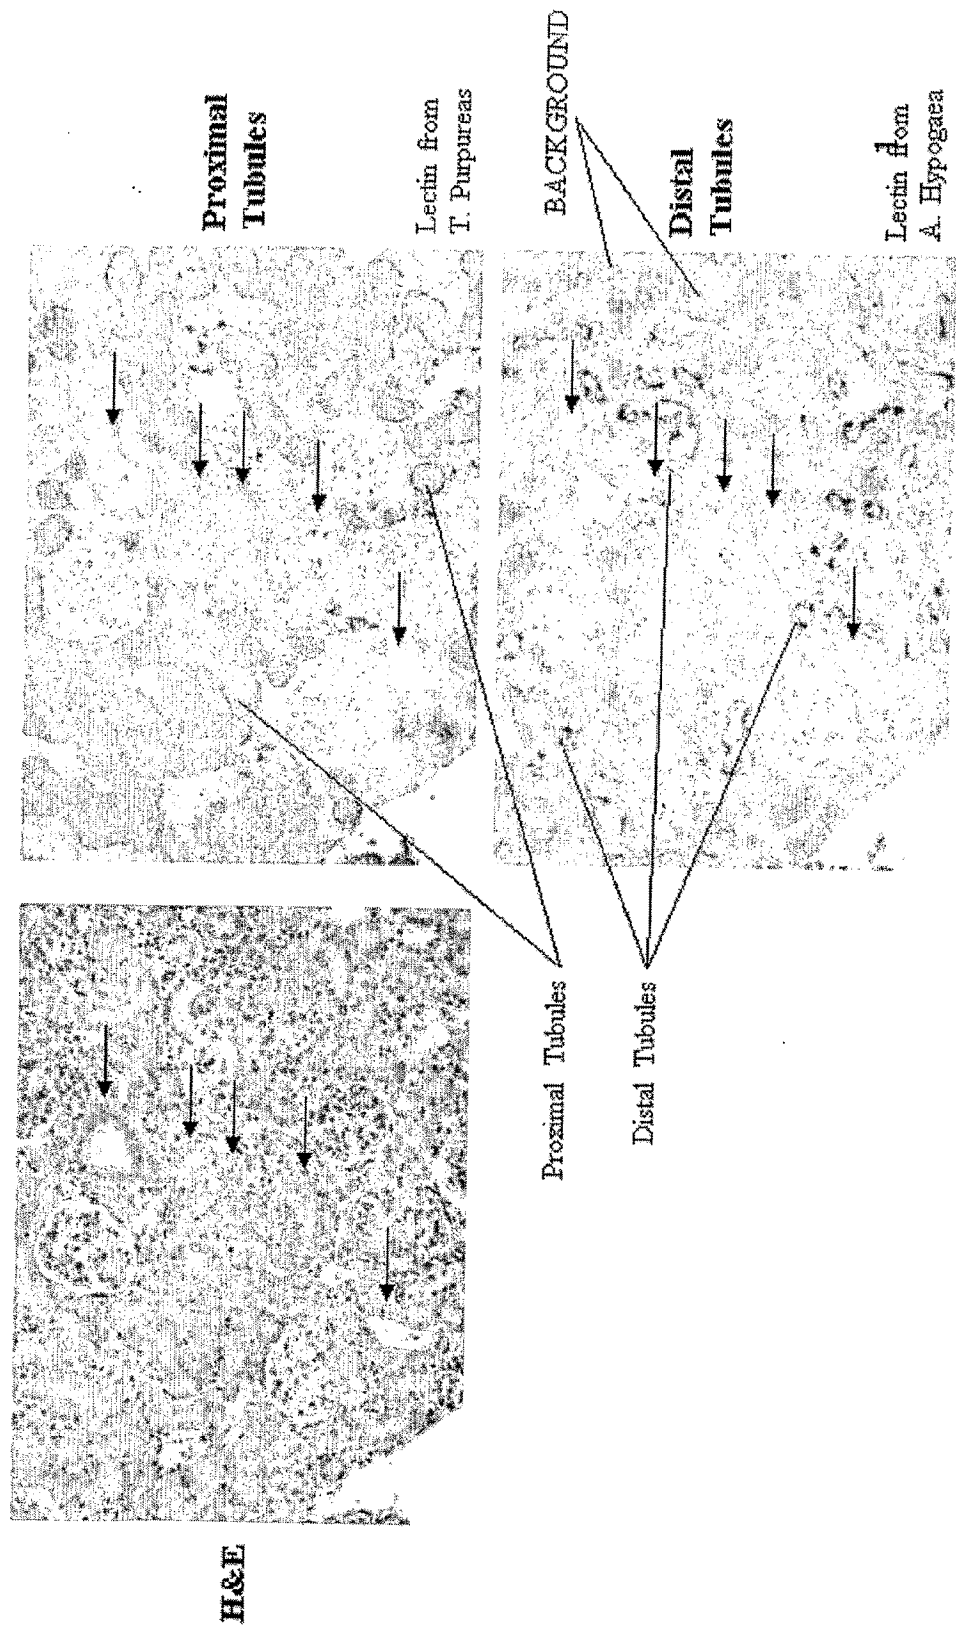 H&E
Proximal
Tubules
Lectin from
T. Purpureas
BACKGROUND
Distal
Tubules
Lectin from
A. Hypogaea
Proximal Tubules
Distal Tubules